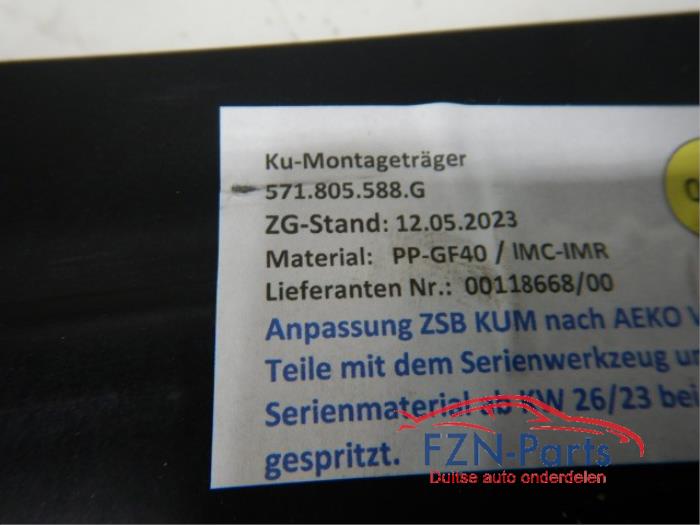 Ku-Montageträger
571.805.588.G
ZG-Stand: 12.05.2023
Material: PP-GF40 / IMC-IMR
Lieferanten Nr.: 00118668/00
Anpassung ZSB KUM nach AEKO V
Teile mit dem Serienwerkzeug un
Serienmaterial ab KW 26/23 bei
gespritzt.
FZN-Parts
Duitse auto onderdelen